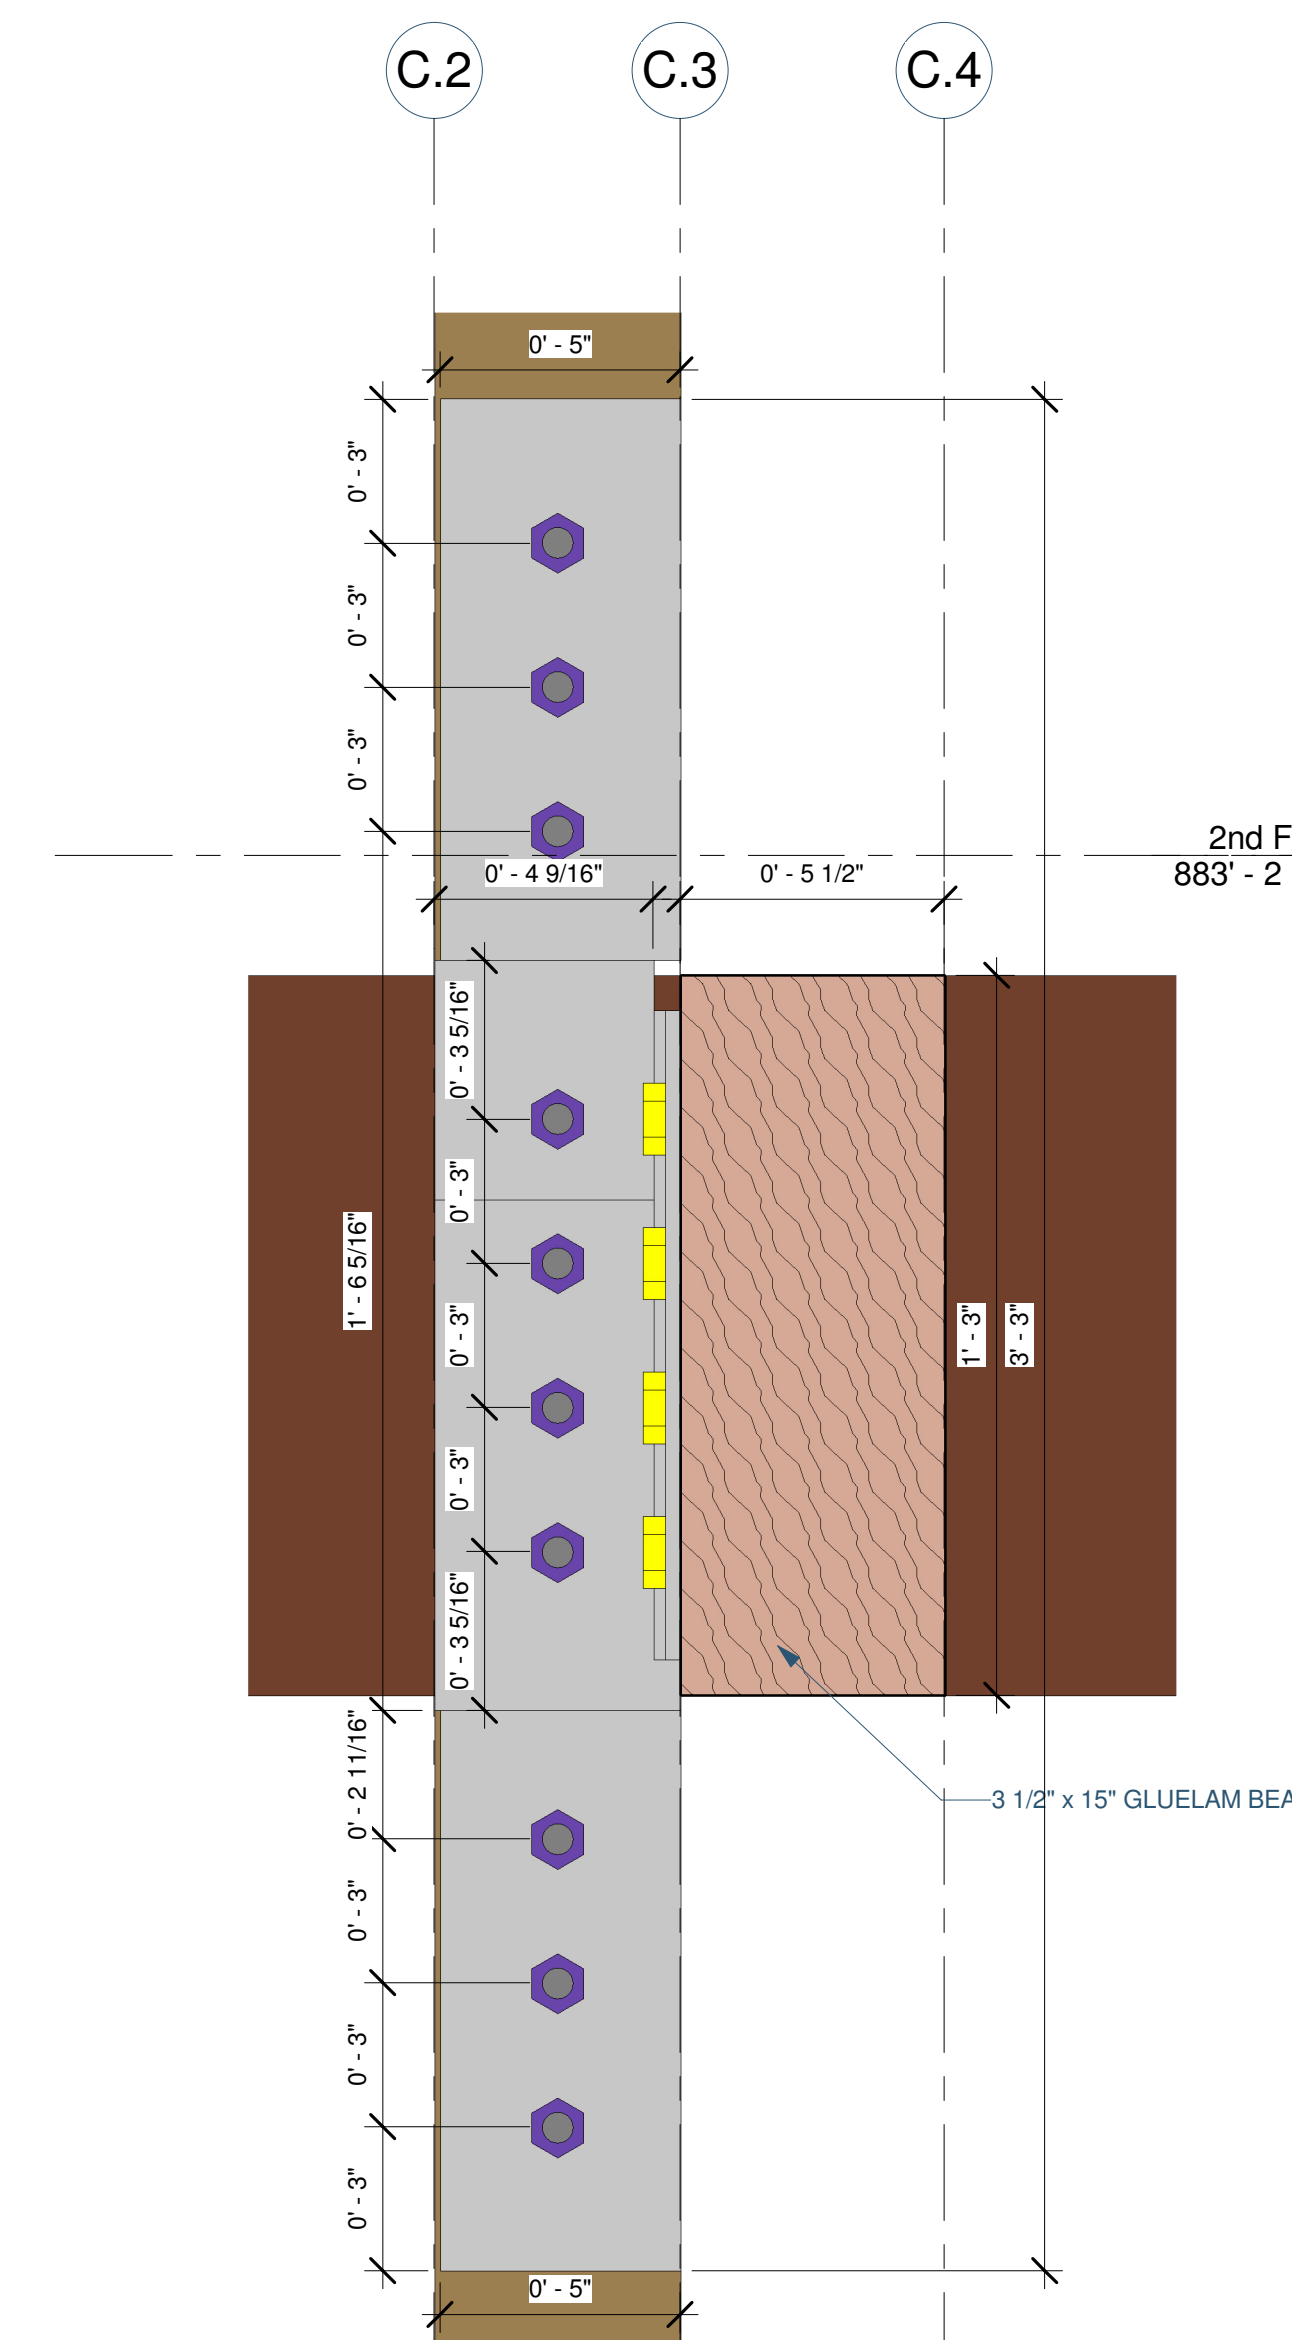 C.2 C.3 C.4
0' - 5"
0' - 3"
0' - 3"
0' - 3"
2nd F
883' - 2
0' - 4 9/16" 0' - 5 1/2"
0' - 3 5/16"
0' - 3"
1' - 6 5/16"
0' - 3"
1' - 3"
3' - 3"
0' - 3"
0' - 3 5/16"
0' - 2 11/16"
3 1/2" x 15" GLUELAM BEA
0' - 3"
0' - 3"
0' - 3"
0' - 5"